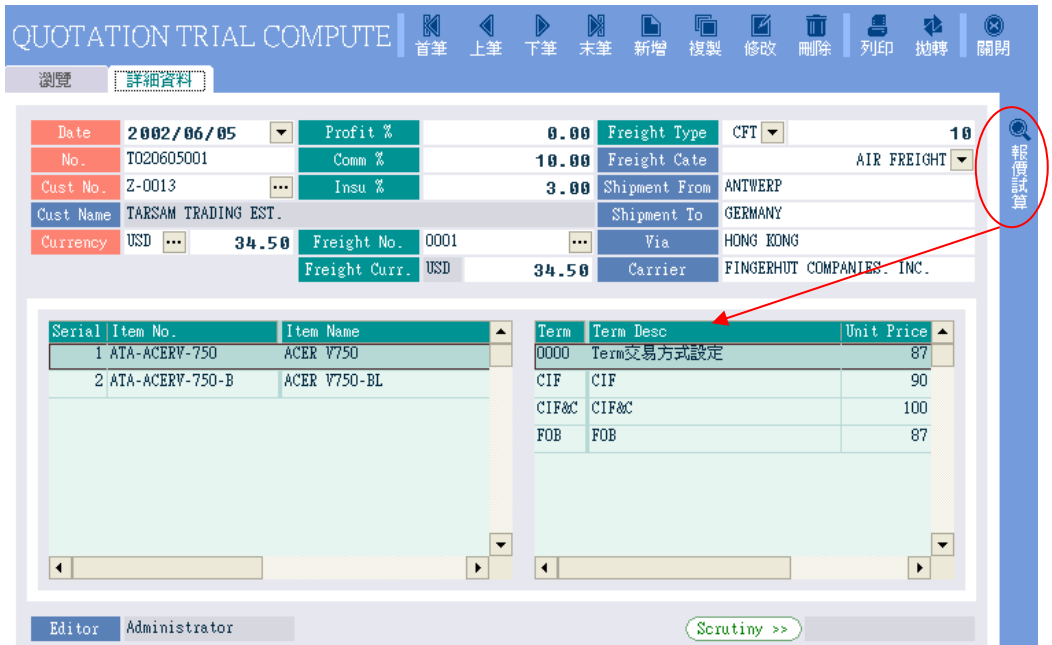 QUOTATION TRIAL COMPUTE 首筆 上筆 下筆 末筆 新增 複製 修改 刪除 列印 拋轉 關閉
瀏覽 詳細資料
Date 2002/06/05 Profit % 0.00 Freight Type CFT 10
No. T020605001 Comm % 10.00 Freight Cate AIR FREIGHT
Cust No. Z-0013 Insu % 3.00 Shipment From ANTWERP
Cust Name TARSAM TRADING EST. Shipment To GERMANY
Currency USD 34.50 Freight No. 0001 Via HONG KONG
Freight Curr. USD 34.50 Carrier FINGERHUT COMPANIES. INC.
報價試算
Serial Item No. Item Name
1 ATA-ACERV-750 ACER V750
2 ATA-ACERV-750-B ACER V750-BL
Term Term Desc Unit Price
0000 Term交易方式設定 87
CIF CIF 90
CIF&C CIF&C 100
FOB FOB 87
Editor Administrator Scrutiny >>